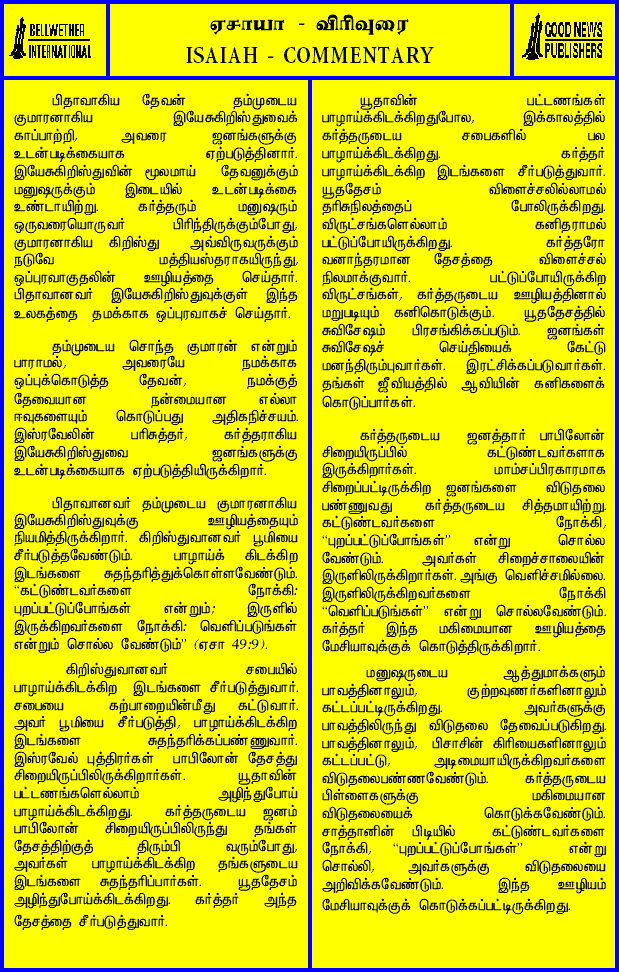 BELLWETHER
INTERNATIONAL
ஏசாயா - விரிவுரை
ISAIAH - COMMENTARY
GOOD NEWS
PUBLISHERS
பிதாவாகிய தேவன் தம்முடைய
குமாரனாகிய இயேசுகிறிஸ்துவைக்
காப்பாற்றி, அவரை ஜனங்களுக்கு
உடன்படிக்கையாக ஏற்படுத்தினார்.
இயேசுகிறிஸ்துவின் மூலமாய் தேவனுக்கும்
மனுஷருக்கும் இடையில் உடன்படிக்கை
உண்டாயிற்று. கர்த்தரும் மனுஷரும்
ஒருவரையொருவர் பிரிந்திருக்கும்போது,
குமாரனாகிய கிறிஸ்து அவ்விருவருக்கும்
நடுவே மத்தியஸ்தராகயிருந்து,
ஒப்புரவாகுதலின் ஊழியத்தை செய்தார்.
பிதாவானவர் இயேசுகிறிஸ்துவுக்குள் இந்த
உலகத்தை தமக்காக ஒப்புரவாகச் செய்தார்.
தம்முடைய சொந்த குமாரன் என்றும்
பாராமல், அவரையே நமக்காக
ஒப்புக்கொடுத்த தேவன், நமக்குத்
தேவையான நன்மையான எல்லா
ஈவுகளையும் கொடுப்பது அதிகநிச்சயம்.
இஸ்ரவேலின் பரிசுத்தர், கர்த்தராகிய
இயேசுகிறிஸ்துவை ஜனங்களுக்கு
உடன்படிக்கையாக ஏற்படுத்தியிருக்கிறார்.
பிதாவானவர் தம்முடைய குமாரனாகிய
இயேசுகிறிஸ்துவுக்கு ஊழியத்தையும்
நியமித்திருக்கிறார். கிறிஸ்துவானவர் பூமியை
சீர்படுத்தவேண்டும். பாழாய்க் கிடக்கிற
இடங்களை சுதந்தரித்துக்கொள்ளவேண்டும்.
“கட்டுண்டவர்களை நோக்கி:
புறப்பட்டுப்போங்கள் என்றும்; இருளில்
இருக்கிறவர்களை நோக்கி: வெளிப்படுங்கள்
என்றும் சொல்ல வேண்டும்” (ஏசா 49:9).
கிறிஸ்துவானவர் சபையில்
பாழாய்க்கிடக்கிற இடங்களை சீர்படுத்துவார்.
சபையை கற்பாறையின்மீது கட்டுவார்.
அவர் பூமியை சீர்படுத்தி, பாழாய்க்கிடக்கிற
இடங்களை சுதந்தரிக்கப்பண்ணுவார்.
இஸ்ரவேல் புத்திரர்கள் பாபிலோன் தேசத்து
சிறையிருப்பிலிருக்கிறார்கள். யூதாவின்
பட்டணங்களெல்லாம் அழிந்துபோய்
பாழாய்க்கிடக்கிறது. கர்த்தருடைய ஜனம்
பாபிலோன் சிறையிருப்பிலிருந்து தங்கள்
தேசத்திற்குத் திரும்பி வரும்போது,
அவர்கள் பாழாய்க்கிடக்கிற தங்களுடைய
இடங்களை சுதந்தரிப்பார்கள். யூததேசம்
அழிந்துபோய்க்கிடக்கிறது. கர்த்தர் அந்த
தேசத்தை சீர்படுத்துவார்.
யூதாவின் பட்டணங்கள்
பாழாய்க்கிடக்கிறதுபோல, இக்காலத்தில்
கர்த்தருடைய சபைகளில் பல
பாழாய்க்கிடக்கிறது. கர்த்தர்
பாழாய்க்கிடக்கிற இடங்களை சீர்படுத்துவார்.
யூததேசம் விளைச்சலில்லாமல்
தரிசுநிலத்தைப் போலிருக்கிறது.
விருட்சங்களெல்லாம் கனிதராமல்
பட்டுப்போயிருக்கிறது. கர்த்தரோ
வனாந்தரமான தேசத்தை விளைச்சல்
நிலமாக்குவார். பட்டுப்போயிருக்கிற
விருட்சங்கள், கர்த்தருடைய ஊழியத்தினால்
மறுபடியும் கனிகொடுக்கும். யூததேசத்தில்
சுவிசேஷம் பிரசங்கிக்கப்படும். ஜனங்கள்
சுவிசேஷச் செய்தியைக் கேட்டு
மனந்திரும்புவார்கள். இரட்சிக்கப்படுவார்கள்.
தங்கள் ஜீவியத்தில் ஆவியின் கனிகளைக்
கொடுப்பார்கள்.
கர்த்தருடைய ஜனத்தார் பாபிலோன்
சிறையிருப்பில் கட்டுண்டவர்களாக
இருக்கிறார்கள். மாம்சப்பிரகாரமாக
சிறைப்பட்டிருக்கிற ஜனங்களை விடுதலை
பண்ணுவது கர்த்தருடைய சித்தமாயிற்று.
கட்டுண்டவர்களை நோக்கி,
“புறப்பட்டுப்போங்கள்” என்று சொல்ல
வேண்டும். அவர்கள் சிறைச்சாலையின்
இருளிலிருக்கிறார்கள். அங்கு வெளிச்சமில்லை.
இருளிலிருக்கிறவர்களை நோக்கி
“வெளிப்படுங்கள்” என்று சொல்லவேண்டும்.
கர்த்தர் இந்த மகிமையான ஊழியத்தை
மேசியாவுக்குக் கொடுத்திருக்கிறார்.
மனுஷருடைய ஆத்துமாக்களும்
பாவத்தினாலும், குற்றவுணர்களினாலும்
கட்டப்பட்டிருக்கிறது. அவர்களுக்கு
பாவத்திலிருந்து விடுதலை தேவைப்படுகிறது.
பாவத்தினாலும், பிசாசின் கிரியைகளினாலும்
கட்டப்பட்டு, அடிமையாயிருக்கிறவர்களை
விடுதலைபண்ணவேண்டும். கர்த்தருடைய
பிள்ளைகளுக்கு மகிமையான
விடுதலையைக் கொடுக்கவேண்டும்.
சாத்தானின் பிடியில் கட்டுண்டவர்களை
நோக்கி, “புறப்பட்டுப்போங்கள்” என்று
சொல்லி, அவர்களுக்கு விடுதலையை
அறிவிக்கவேண்டும். இந்த ஊழியம்
மேசியாவுக்குக் கொடுக்கப்பட்டிருக்கிறது.